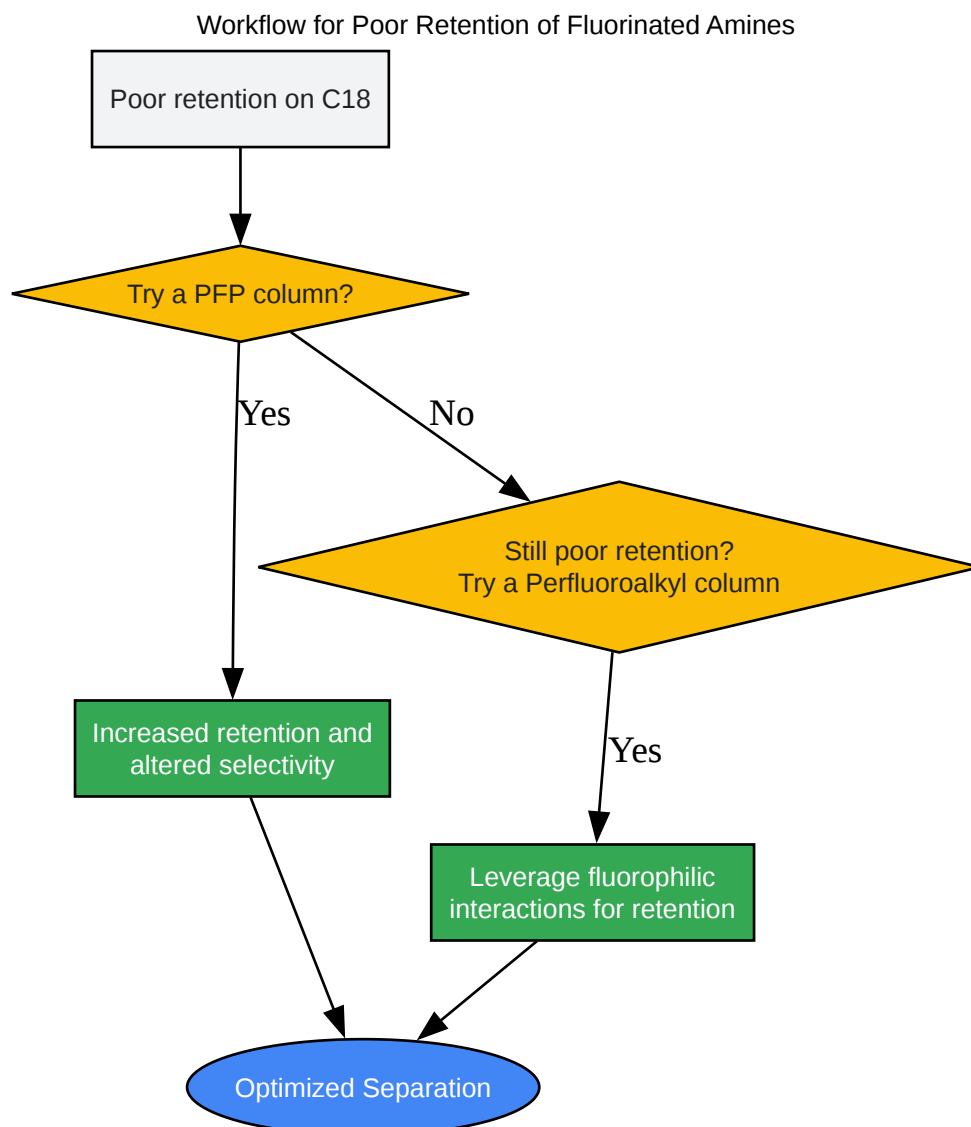 Workflow for Poor Retention of Fluorinated Amines
Poor retention on C18
Try a PFP column?
Yes
No
Still poor retention?
Try a Perfluoroalkyl column
Increased retention and
altered selectivity
Yes
Leverage fluorophilic
interactions for retention
Optimized Separation